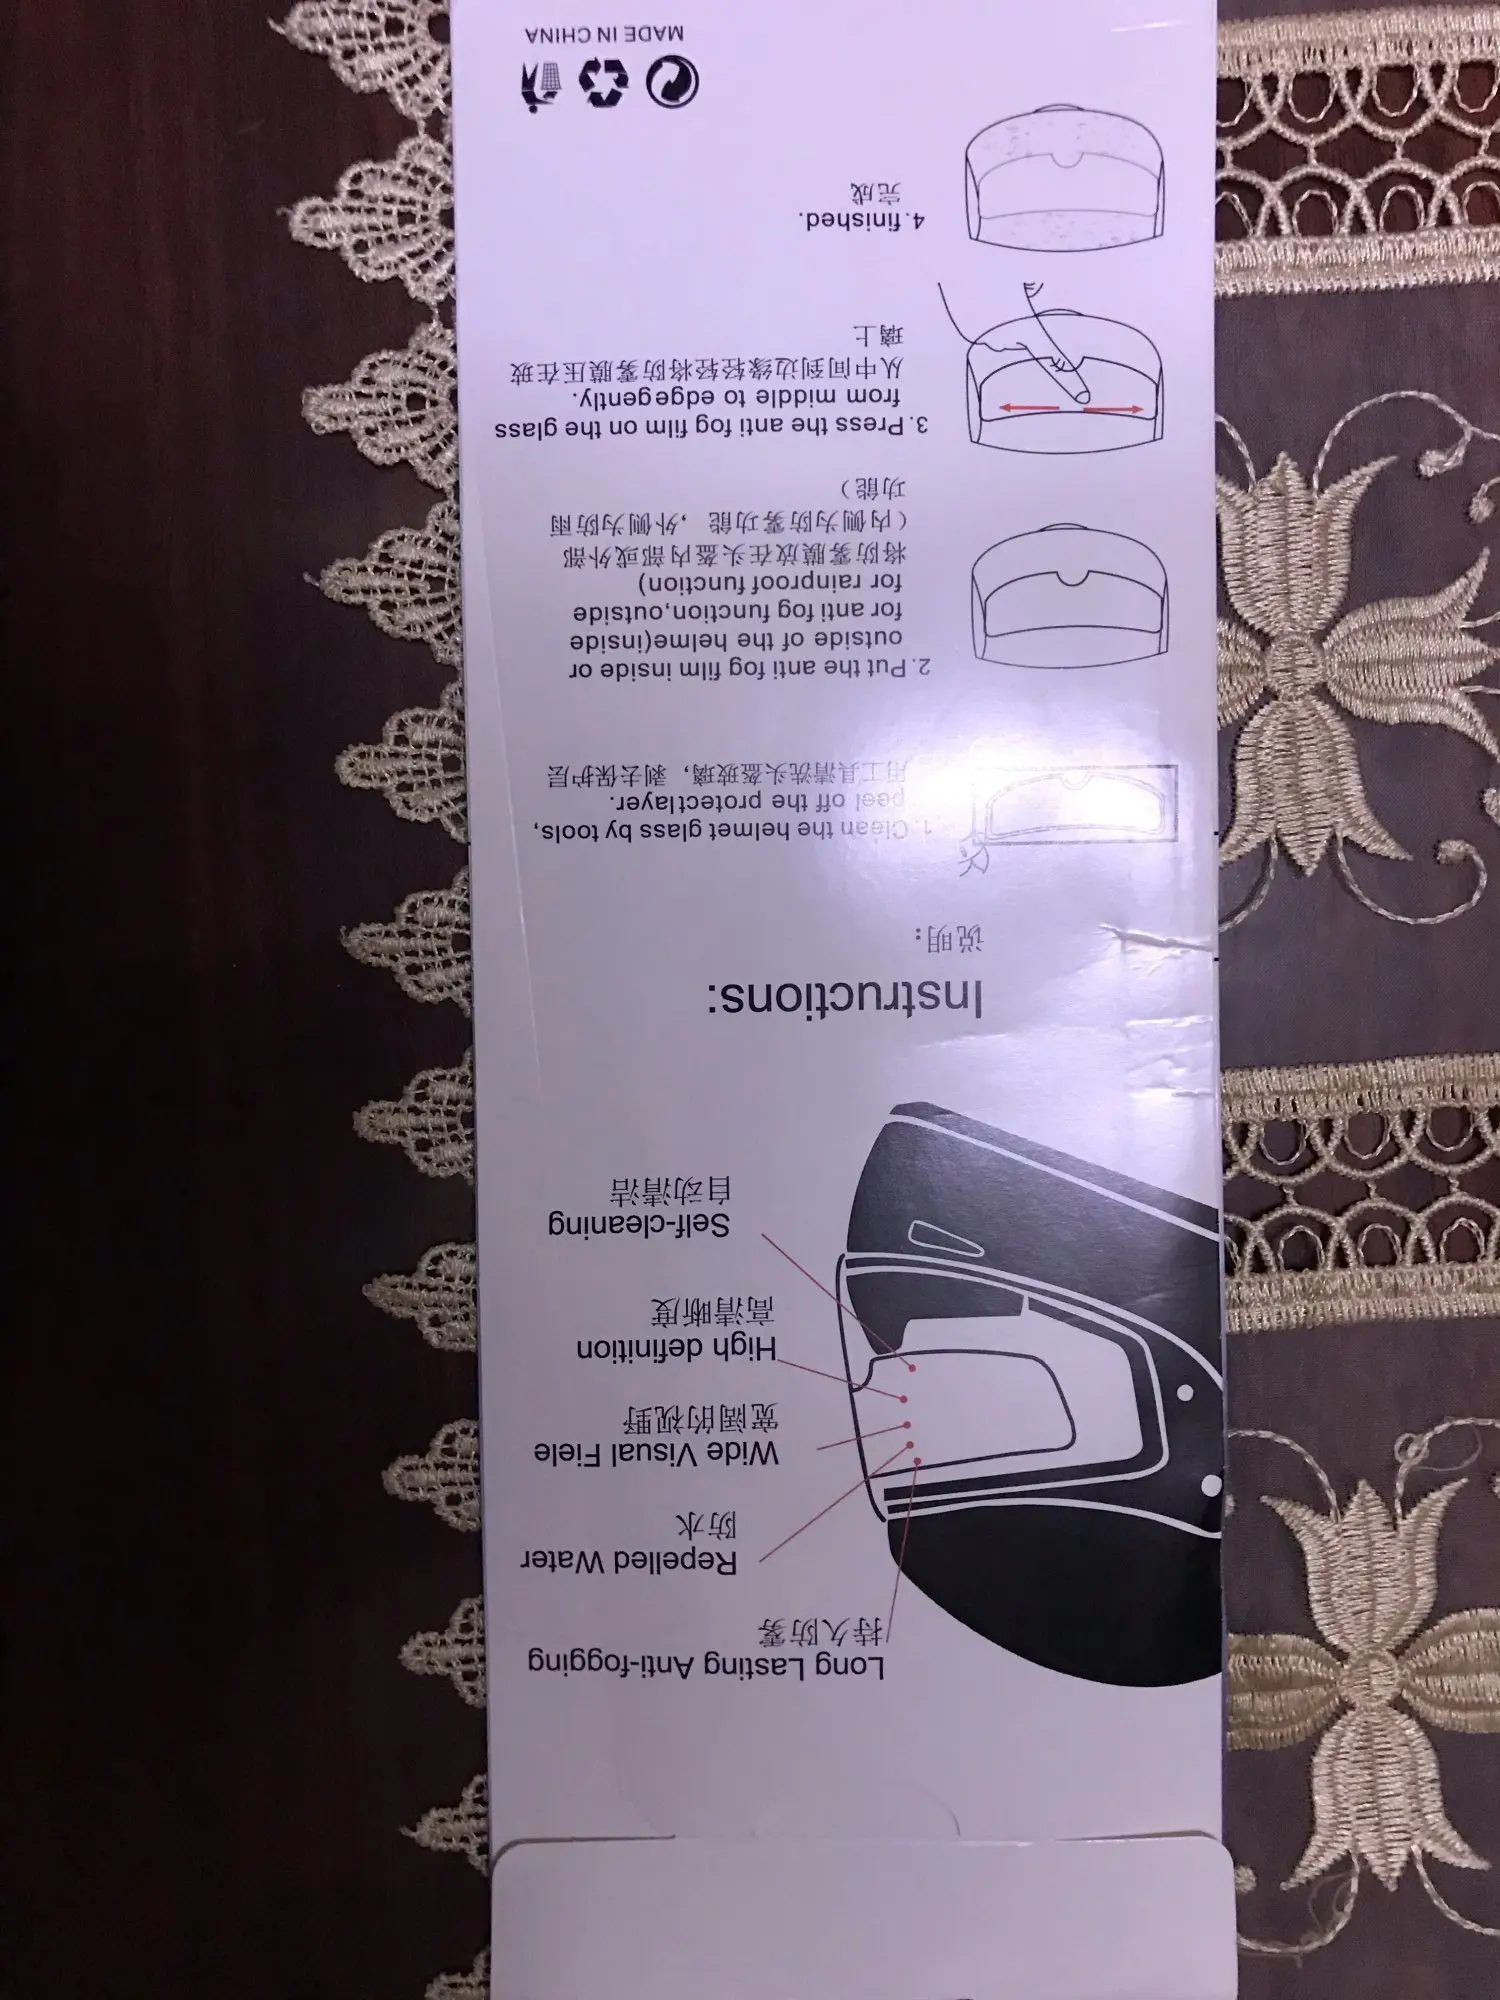 Long Lasting Anti-fogging
持久防雾
Repelled Water
防水
Wide Visual Fiele
宽阔的视野
High definition
高清晰度
Self-cleaning
自动清洁
Instructions:
说明:
1. Clean the helmet glass by tools,
peel off the protectlayer.
用工具清洗头盔玻璃，剥去保护层
2. Put the anti fog film inside or
outside of the helme(inside
for anti fog function,outside
for rainproof function)
将防雾膜放在头盔内部或外部
（内侧为防雾功能，外侧为防雨
功能）
3. Press the anti fog film on the glass
from middle to edgegently.
从中间到边缘轻轻将防雾膜压在玻
璃上
4. finished.
完成
MADE IN CHINA